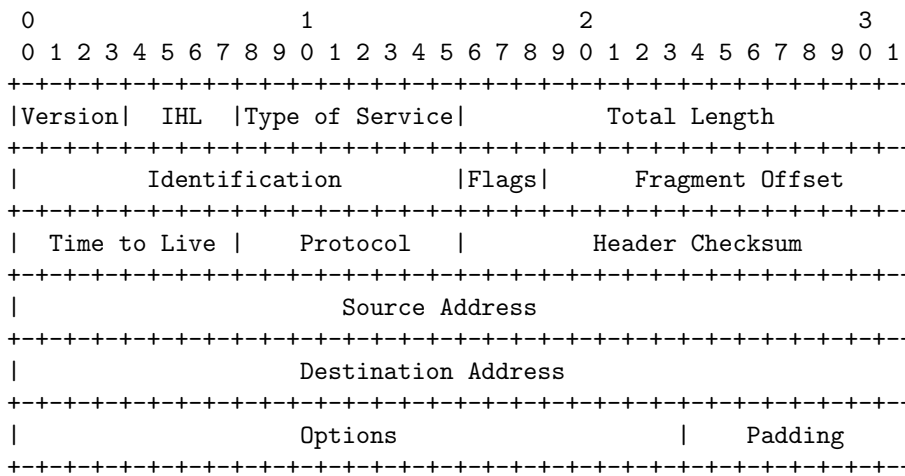 0                   1                   2                   3
0 1 2 3 4 5 6 7 8 9 0 1 2 3 4 5 6 7 8 9 0 1 2 3 4 5 6 7 8 9 0 1
+-+-+-+-+-+-+-+-+-+-+-+-+-+-+-+-+-+-+-+-+-+-+-+-+-+-+-+-+-+-+-+--
|Version|  IHL  |Type of Service|          Total Length
+-+-+-+-+-+-+-+-+-+-+-+-+-+-+-+-+-+-+-+-+-+-+-+-+-+-+-+-+-+-+-+--
|         Identification        |Flags|      Fragment Offset
+-+-+-+-+-+-+-+-+-+-+-+-+-+-+-+-+-+-+-+-+-+-+-+-+-+-+-+-+-+-+-+--
|  Time to Live |    Protocol   |         Header Checksum
+-+-+-+-+-+-+-+-+-+-+-+-+-+-+-+-+-+-+-+-+-+-+-+-+-+-+-+-+-+-+-+--
|                       Source Address
+-+-+-+-+-+-+-+-+-+-+-+-+-+-+-+-+-+-+-+-+-+-+-+-+-+-+-+-+-+-+-+--
|                    Destination Address
+-+-+-+-+-+-+-+-+-+-+-+-+-+-+-+-+-+-+-+-+-+-+-+-+-+-+-+-+-+-+-+--
|                    Options                    |    Padding
+-+-+-+-+-+-+-+-+-+-+-+-+-+-+-+-+-+-+-+-+-+-+-+-+-+-+-+-+-+-+-+--